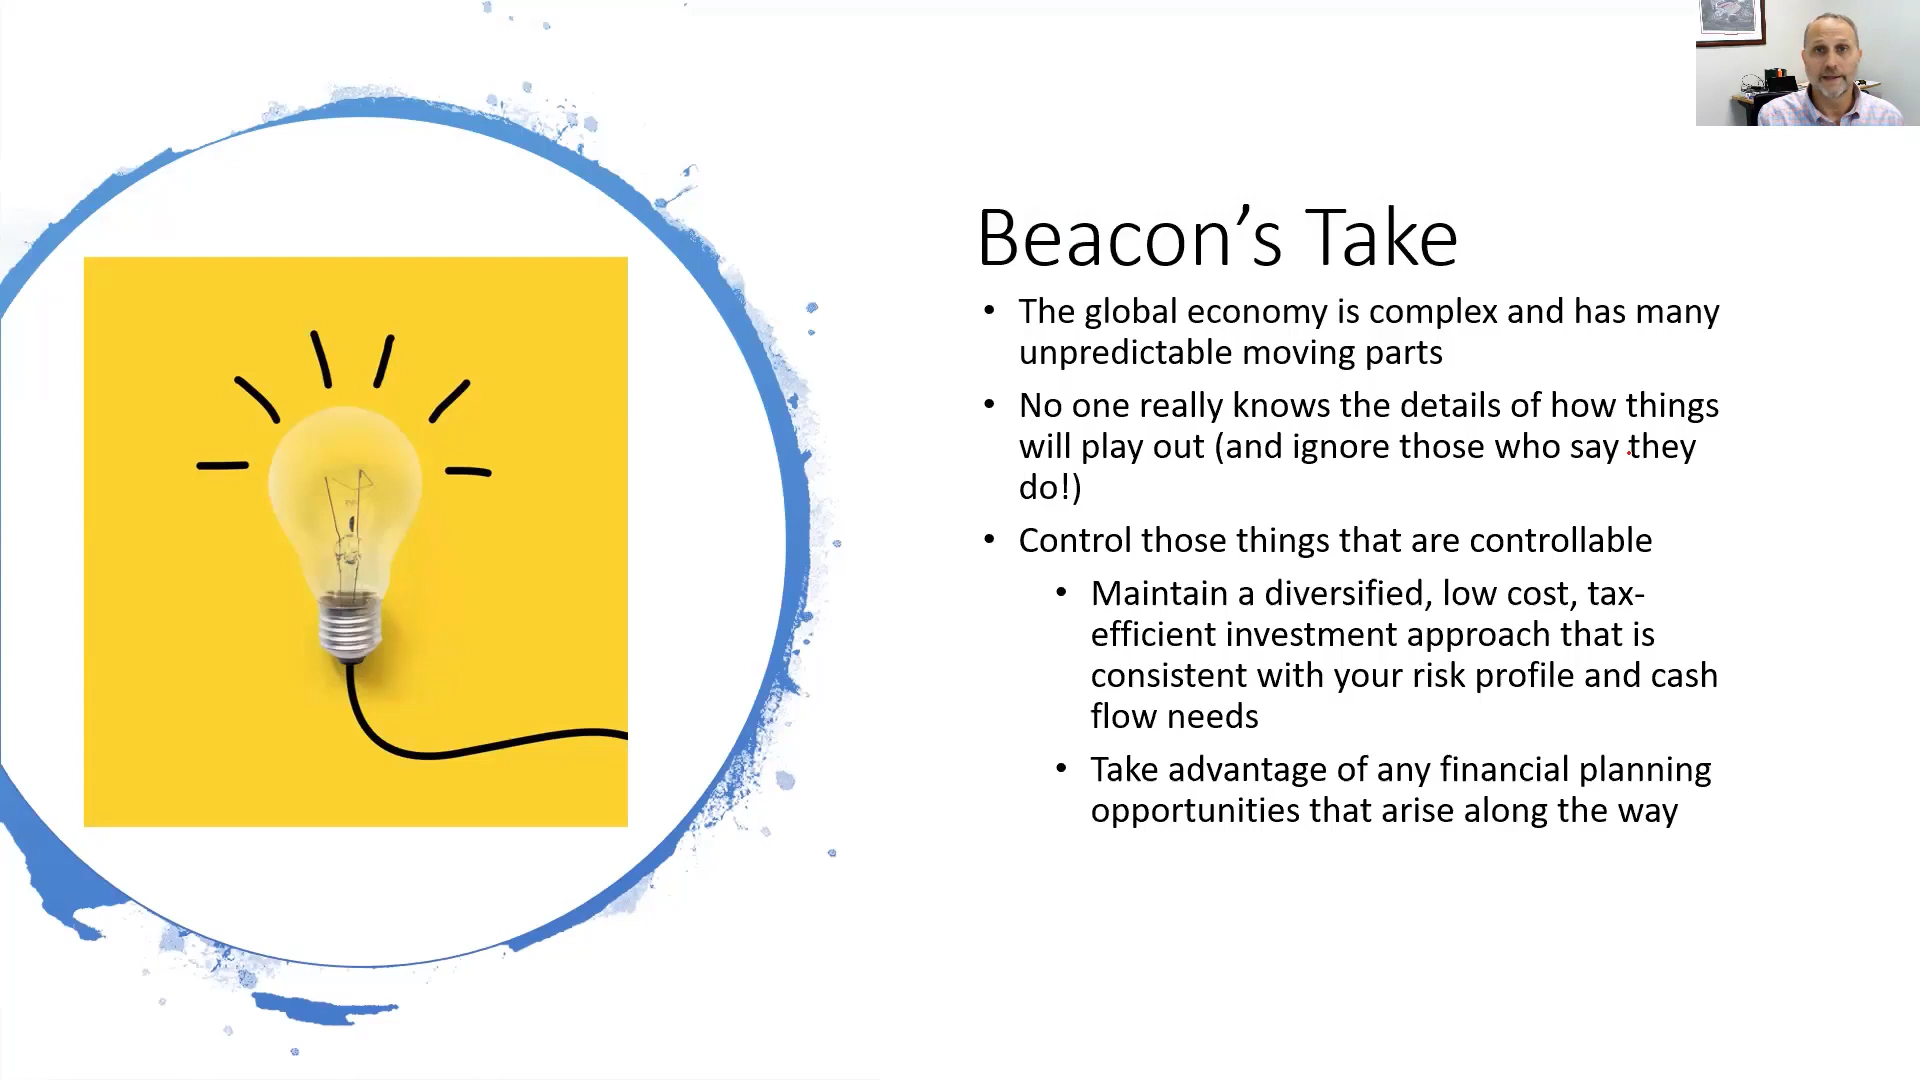 Beacon’s Take
• The global economy is complex and has many
unpredictable moving parts
• No one really knows the details of how things
will play out (and ignore those who say they
do!)
• Control those things that are controllable
• Maintain a diversified, low cost, tax-
efficient investment approach that is
consistent with your risk profile and cash
flow needs
• Take advantage of any financial planning
opportunities that arise along the way